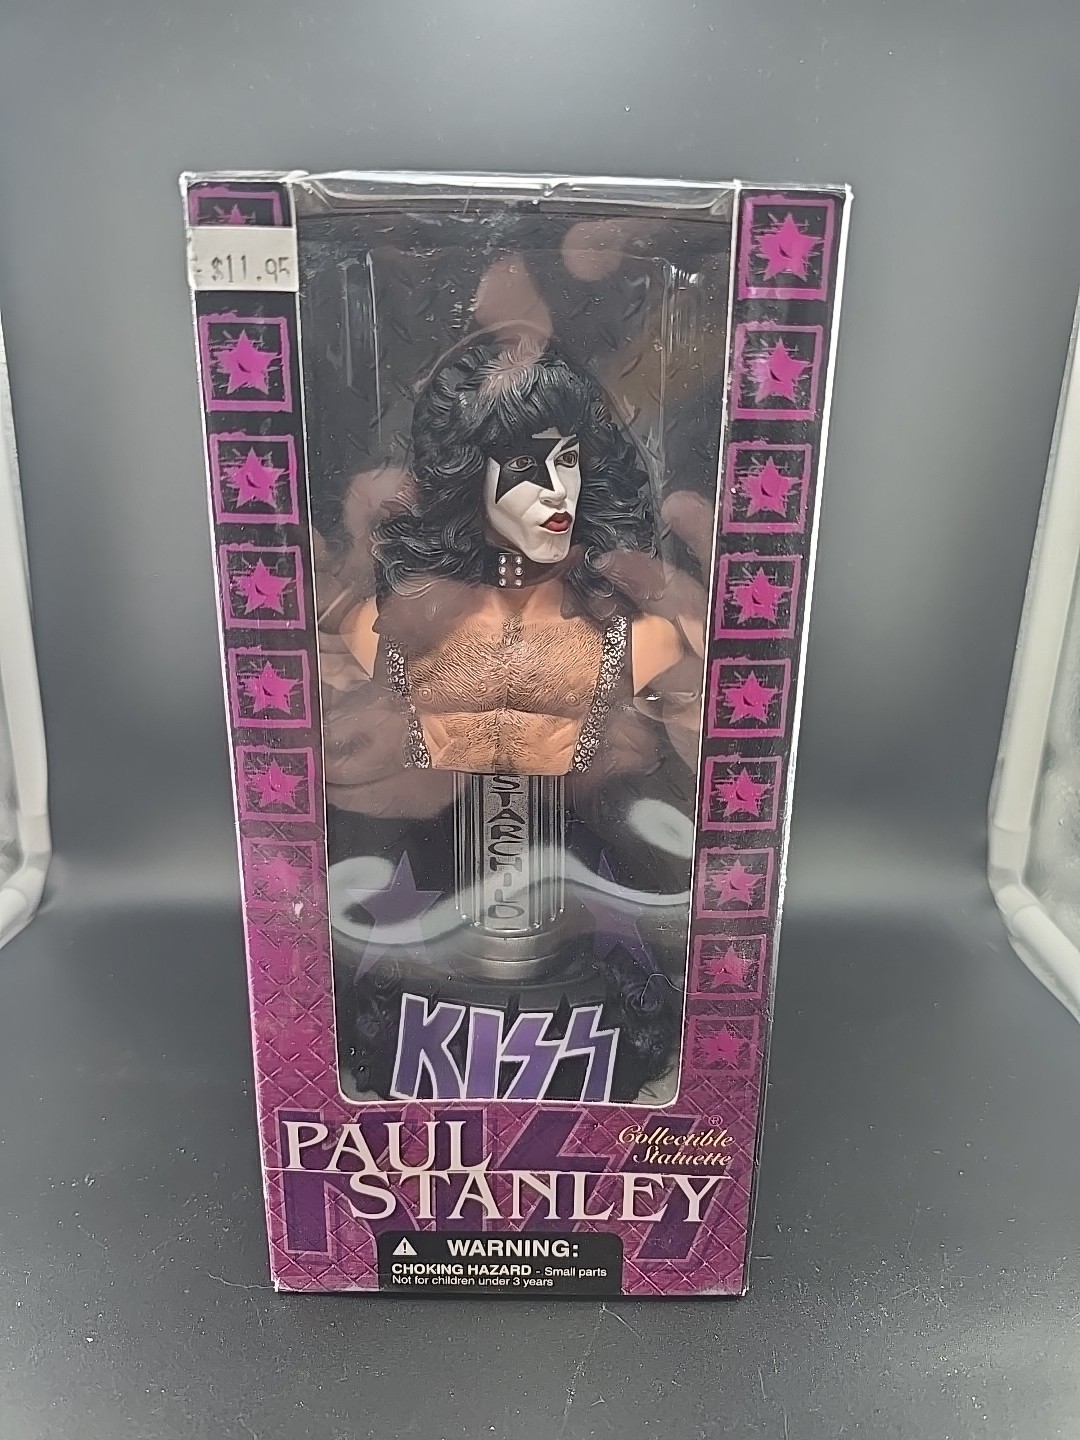 $11.95
STARCHILD
KISS
PAUL
STANLEY
®
Collectible
Statuette
⚠ WARNING:
CHOKING HAZARD - Small parts
Not for children under 3 years